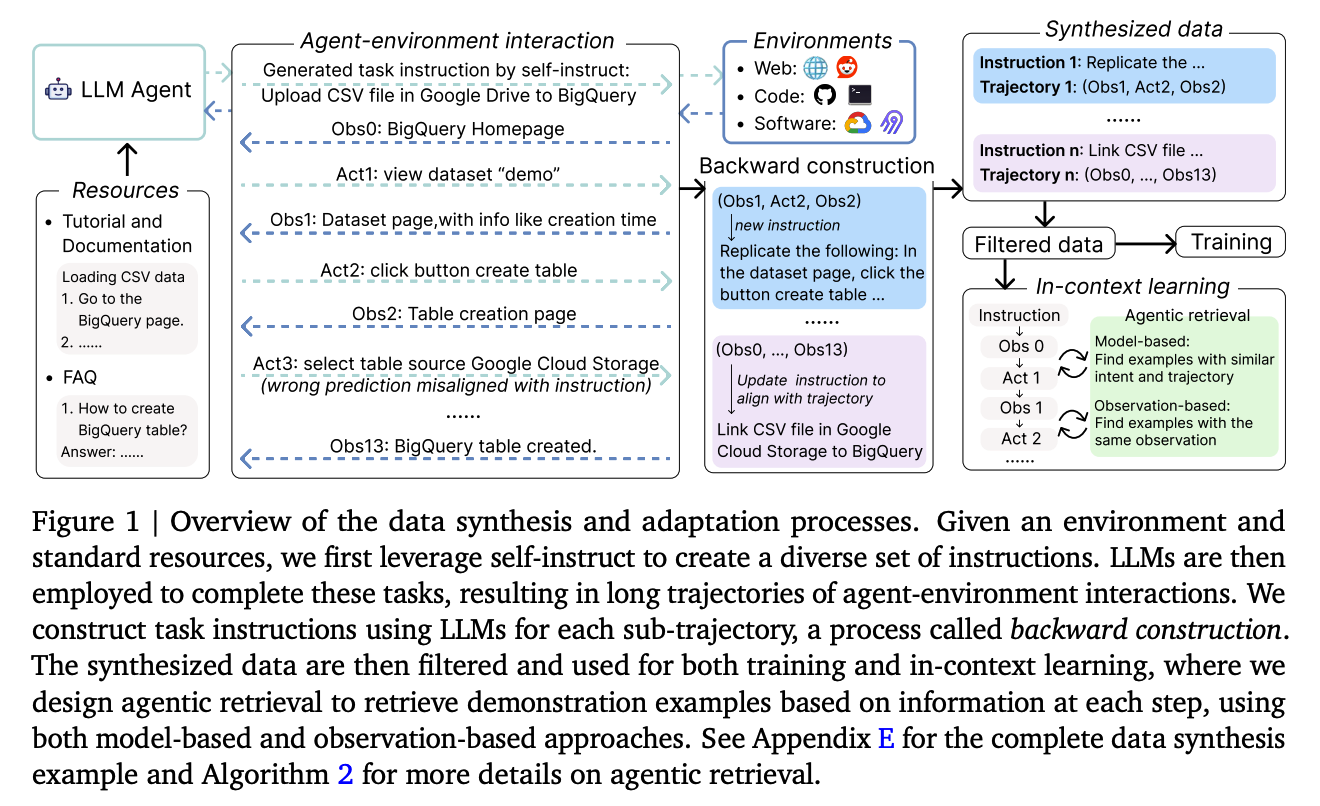 LLM Agent
Resources
• Tutorial and
Documentation
Loading CSV data
1. Go to the
BigQuery page.
2. ......
• FAQ
1. How to create
BigQuery table?
Answer: ......
Agent-environment interaction
Generated task instruction by self-instruct:
Upload CSV file in Google Drive to BigQuery
Obs0: BigQuery Homepage
Act1: view dataset “demo”
Obs1: Dataset page,with info like creation time
Act2: click button create table
Obs2: Table creation page
Act3: select table source Google Cloud Storage
(wrong prediction misaligned with instruction)
......
Obs13: BigQuery table created.
Environments
• Web:
• Code:
• Software:
Backward construction
(Obs1, Act2, Obs2)
new instruction
Replicate the following: In
the dataset page, click the
button create table ...
......
(Obs0, ..., Obs13)
Update instruction to
align with trajectory
Link CSV file in Google
Cloud Storage to BigQuery
Synthesized data
Instruction 1: Replicate the ...
Trajectory 1: (Obs1, Act2, Obs2)
......
Instruction n: Link CSV file ...
Trajectory n: (Obs0, ..., Obs13)
Filtered data
Training
In-context learning
Instruction
Obs 0
Act 1
Obs 1
Act 2
......
Agentic retrieval
Model-based:
Find examples with similar
intent and trajectory
Observation-based:
Find examples with the
same observation
Figure 1 | Overview of the data synthesis and adaptation processes. Given an environment and
standard resources, we first leverage self-instruct to create a diverse set of instructions. LLMs are then
employed to complete these tasks, resulting in long trajectories of agent-environment interactions. We
construct task instructions using LLMs for each sub-trajectory, a process called backward construction.
The synthesized data are then filtered and used for both training and in-context learning, where we
design agentic retrieval to retrieve demonstration examples based on information at each step, using
both model-based and observation-based approaches. See Appendix E for the complete data synthesis
example and Algorithm 2 for more details on agentic retrieval.